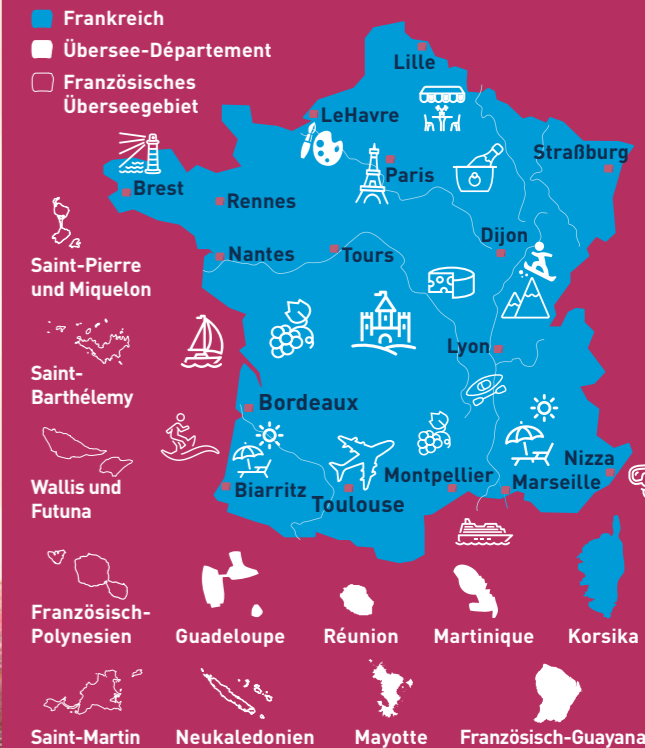 Frankreich
Übersee-Département
Französisches
Überseegebiet
Lille
LeHavre
Paris
Straßburg
Brest
Rennes
Dijon
Nantes
Tours
Saint-Pierre
und Miquelon
Lyon
Saint-
Barthélemy
Bordeaux
Nizza
Wallis und
Futuna
Biarritz
Toulouse
Montpellier
Marseille
Französisch-
Polynesien
Guadeloupe
Réunion
Martinique
Korsika
Saint-Martin
Neukaledonien
Mayotte
Französisch-Guayana